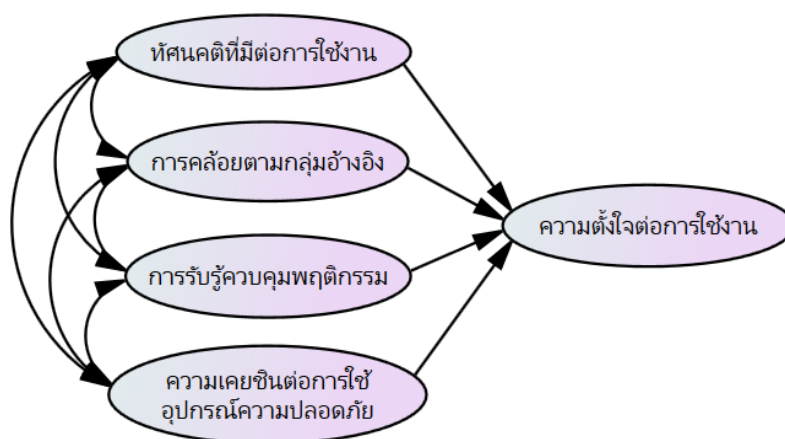 ทัศนคติที่มีต่อการใช้งาน
การคล้อยตามกลุ่มอ้างอิง
ความตั้งใจต่อการใช้งาน
การรับรู้ควบคุมพฤติกรรม
ความเคยชินต่อการใช้
อุปกรณ์ความปลอดภัย